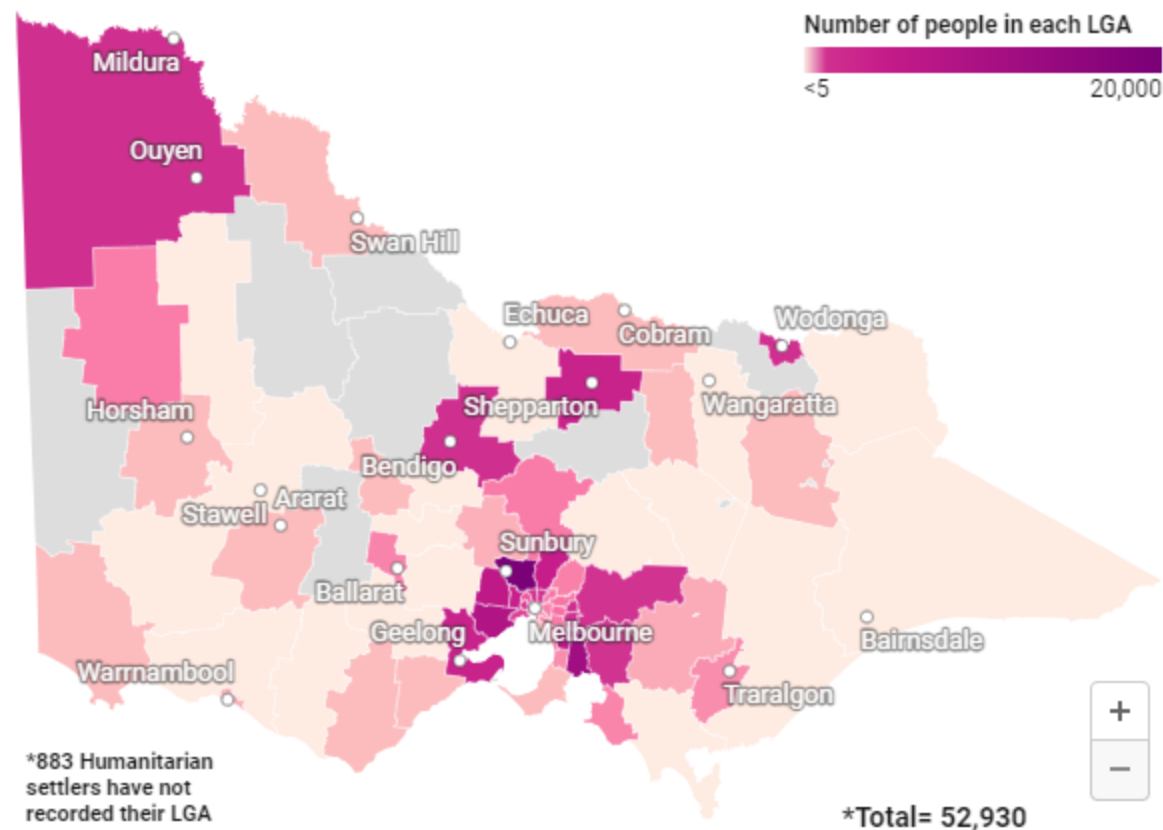 Number of people in each LGA
<5 20,000
Mildura
Ouyen
Swan Hill
Echuca
Cobram
Wodonga
Horsham
Shepparton
Wangaratta
Bendigo
Stawell
Ararat
Sunbury
Ballarat
Geelong
Melbourne
Bairnsdale
Warrnambool
Traralgon
+
−
*883 Humanitarian
settlers have not
recorded their LGA
*Total= 52,930